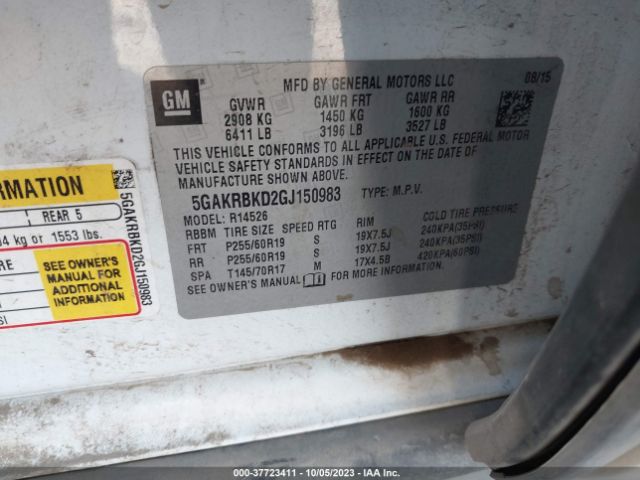 GM
MFD BY GENERAL MOTORS LLC 08/15
GVWR GAWR FRT GAWR RR
2908 KG 1450 KG 1600 KG
6411 LB 3196 LB 3527 LB
THIS VEHICLE CONFORMS TO ALL APPLICABLE U.S. FEDERAL MOTOR
VEHICLE SAFETY STANDARDS IN EFFECT ON THE DATE OF
MANUFACTURE SHOWN ABOVE.
5GAKRBKD2GJ150983 TYPE: M.P.V.
MODEL: R14526
RBBM TIRE SIZE SPEED RTG RIM COLD TIRE PRESSURE
FRT P255/60R19 S 19X7.5J 240KPA(35PSI)
RR P255/60R19 S 19X7.5J 240KPA(35PSI)
SPA T145/70R17 M 17X4.5B 420KPA(60PSI)
SEE OWNER'S MANUAL FOR MORE INFORMATION.
RMATION
REAR 5
4 kg or 1553 lbs.
RE
SEE OWNER'S
MANUAL FOR
ADDITIONAL
INFORMATION
SI
5GAKRBKD2GJ150983
000-37723411 - 10/05/2023 - IAA Inc.